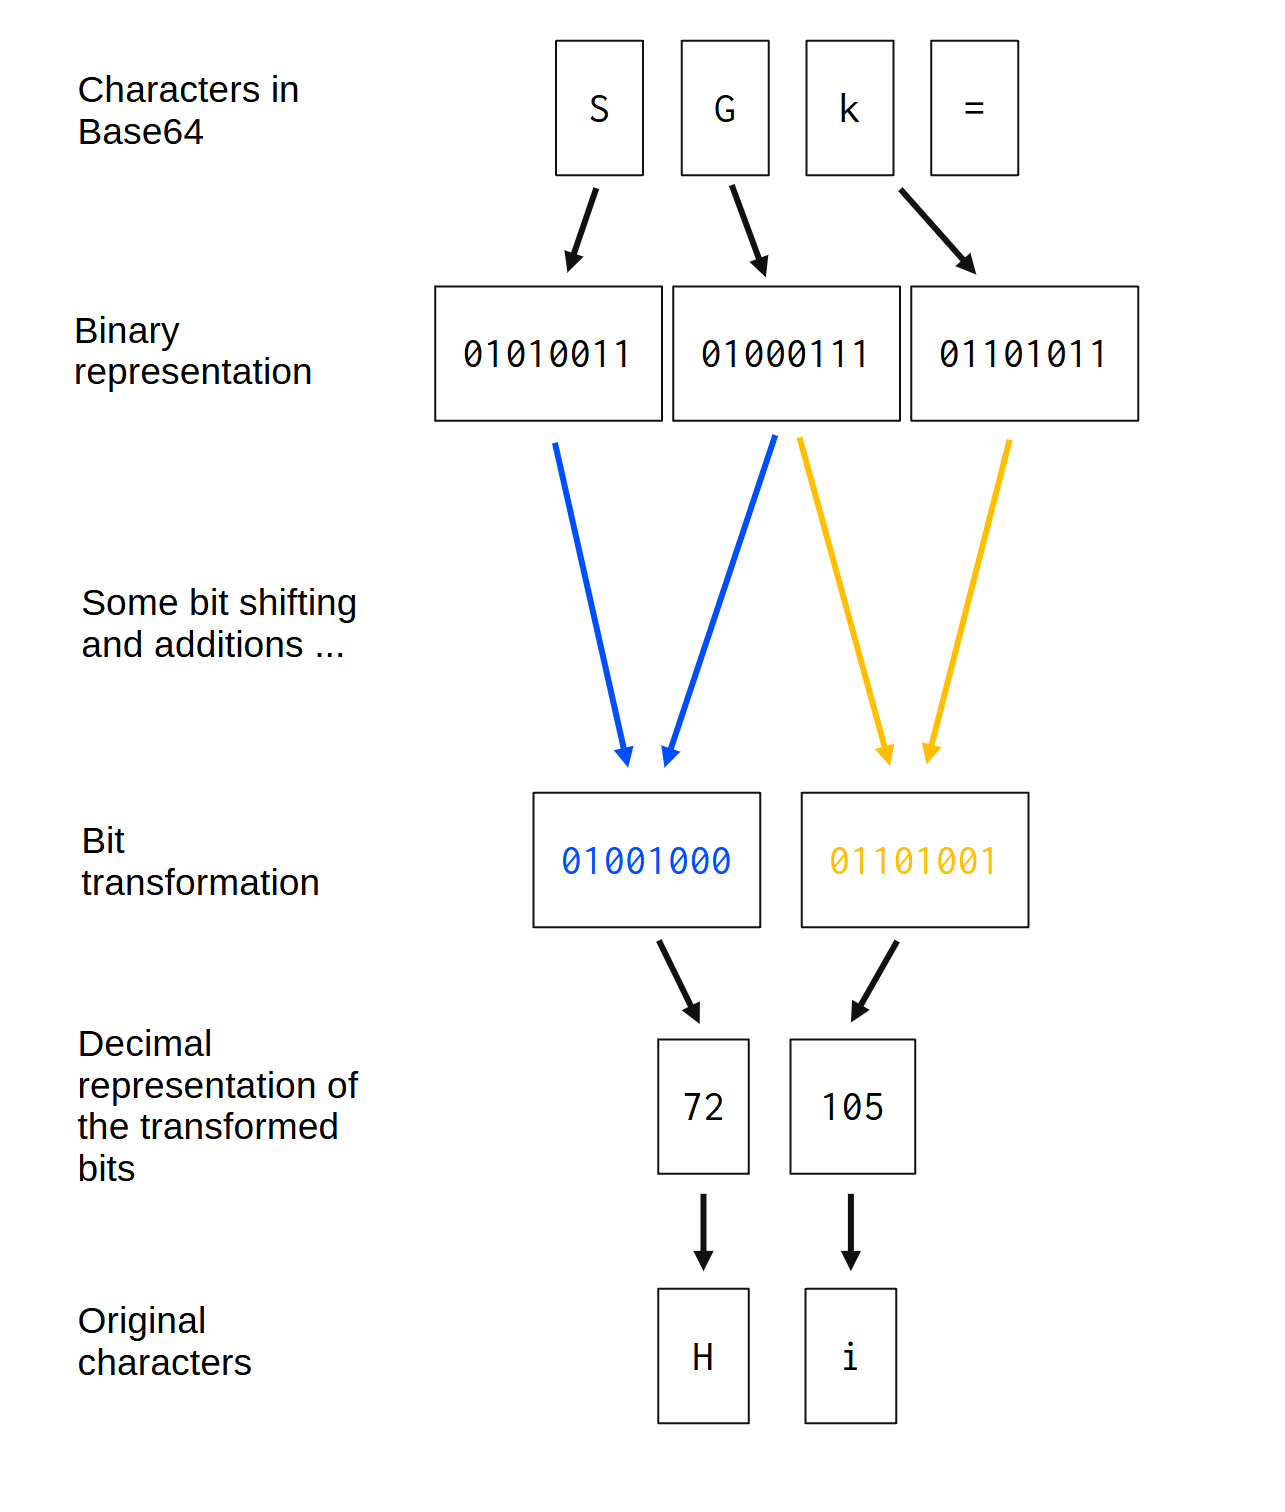 Characters in
Base64
S G k =
Binary
representation
01010011 01000111 01101011
Some bit shifting
and additions ...
Bit
transformation
01001000 01101001
Decimal
representation of
the transformed
bits
72 105
Original
characters
H i